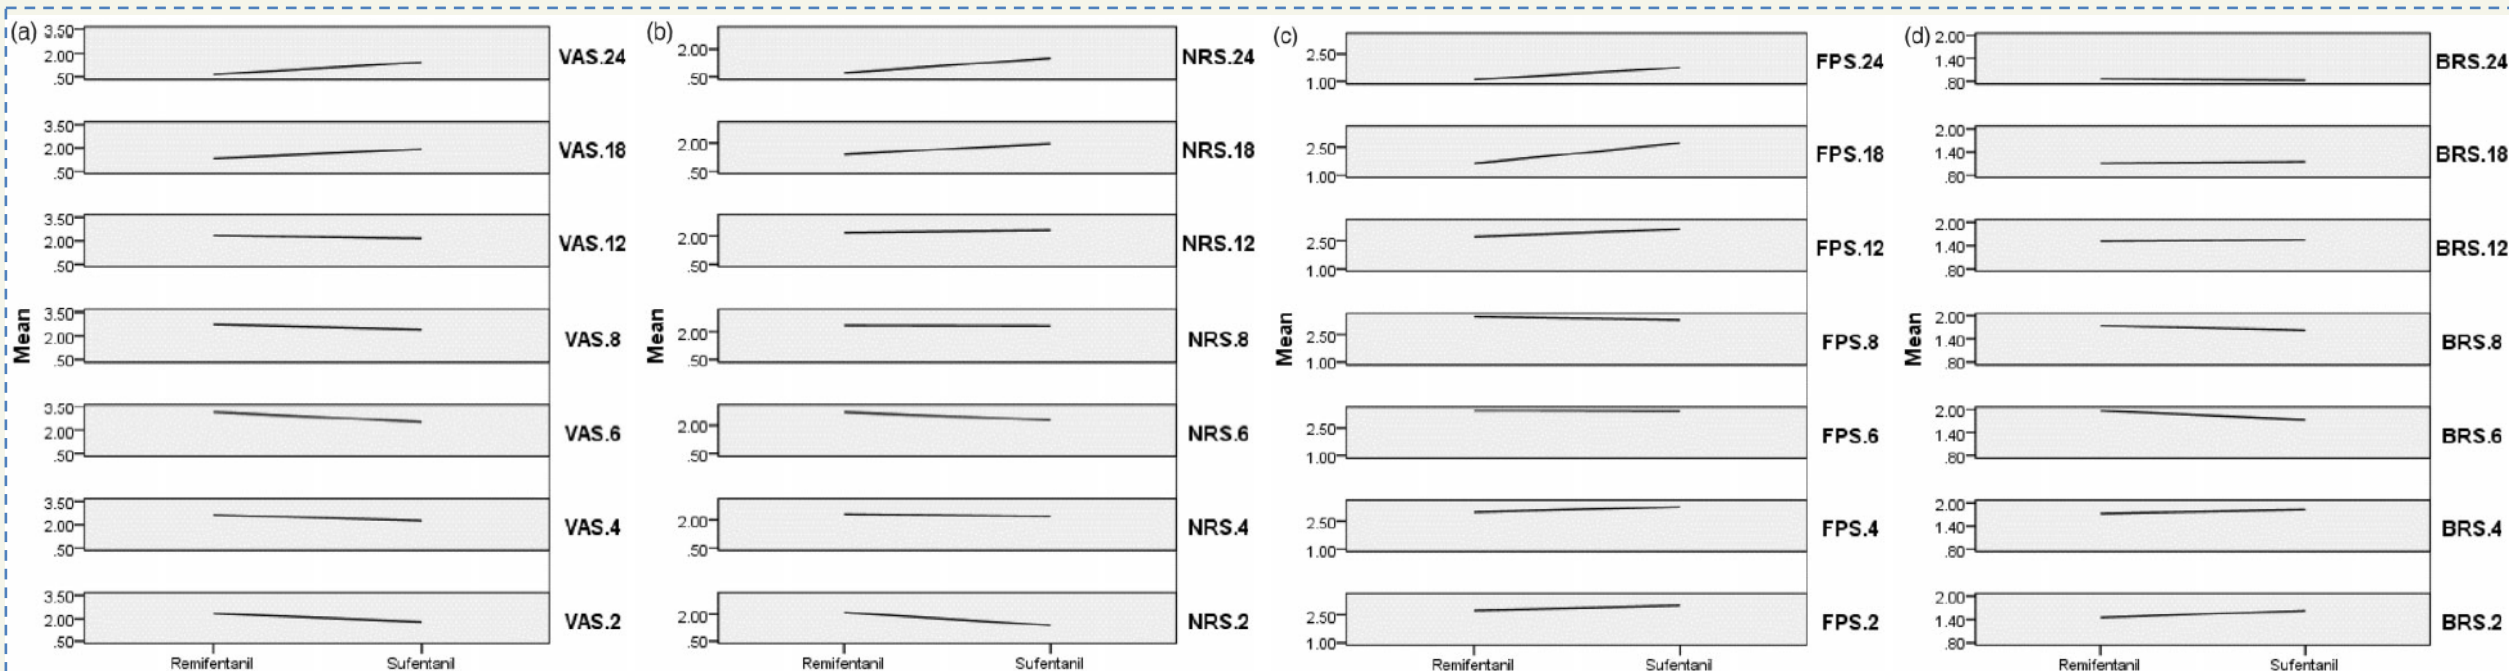 (a)
3.50
2.00
.50
VAS.24
3.50
2.00
.50
VAS.18
3.50
2.00
.50
VAS.12
Mean
3.50
2.00
.50
VAS.8
3.50
2.00
.50
VAS.6
3.50
2.00
.50
VAS.4
3.50
2.00
.50
VAS.2
Remifentanil Sufentanil
(b)
2.00
.50
NRS.24
2.00
.50
NRS.18
2.00
.50
NRS.12
Mean
2.00
.50
NRS.8
2.00
.50
NRS.6
2.00
.50
NRS.4
2.00
.50
NRS.2
Remifentanil Sufentanil
(c)
2.50
1.00
FPS.24
2.50
1.00
FPS.18
2.50
1.00
FPS.12
Mean
2.50
1.00
FPS.8
2.50
1.00
FPS.6
2.50
1.00
FPS.4
2.50
1.00
FPS.2
Remifentanil Sufentanil
(d)
2.00
1.40
.80
BRS.24
2.00
1.40
.80
BRS.18
2.00
1.40
.80
BRS.12
Mean
2.00
1.40
.80
BRS.8
2.00
1.40
.80
BRS.6
2.00
1.40
.80
BRS.4
2.00
1.40
.80
BRS.2
Remifentanil Sufentanil